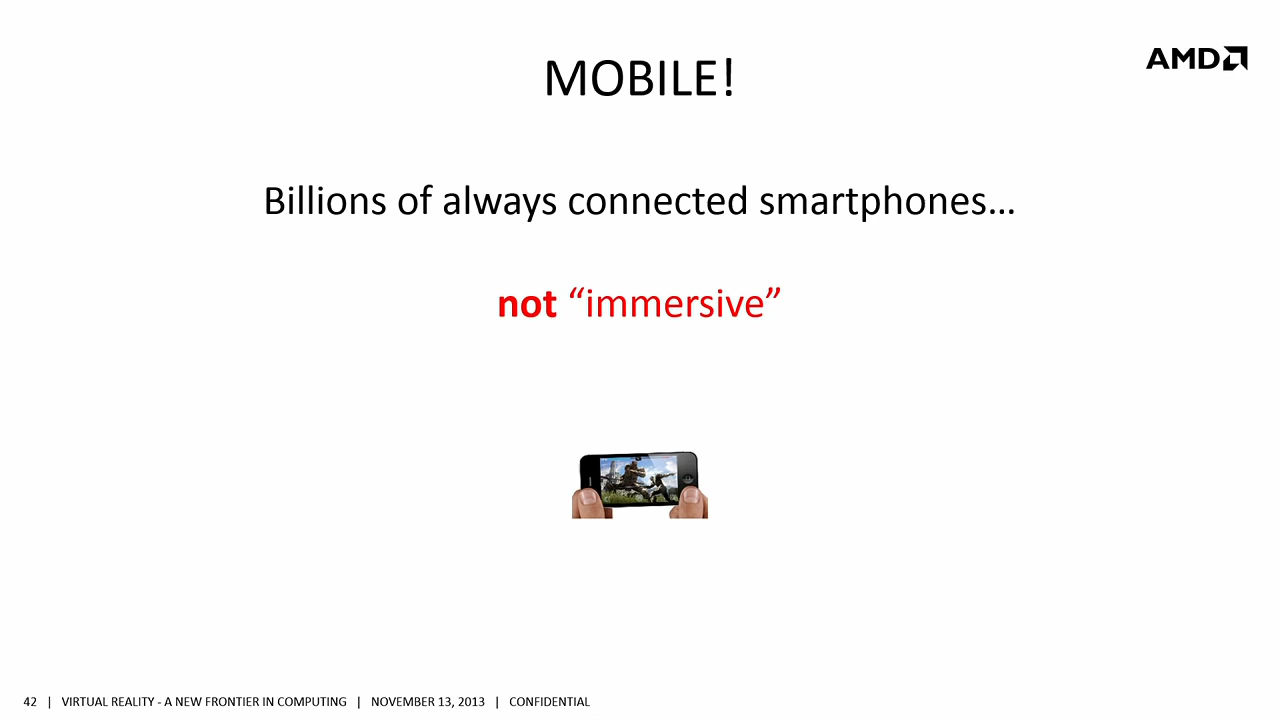 AMD
MOBILE!
Billions of always connected smartphones…
not “immersive”
42 | VIRTUAL REALITY - A NEW FRONTIER IN COMPUTING | NOVEMBER 13, 2013 | CONFIDENTIAL